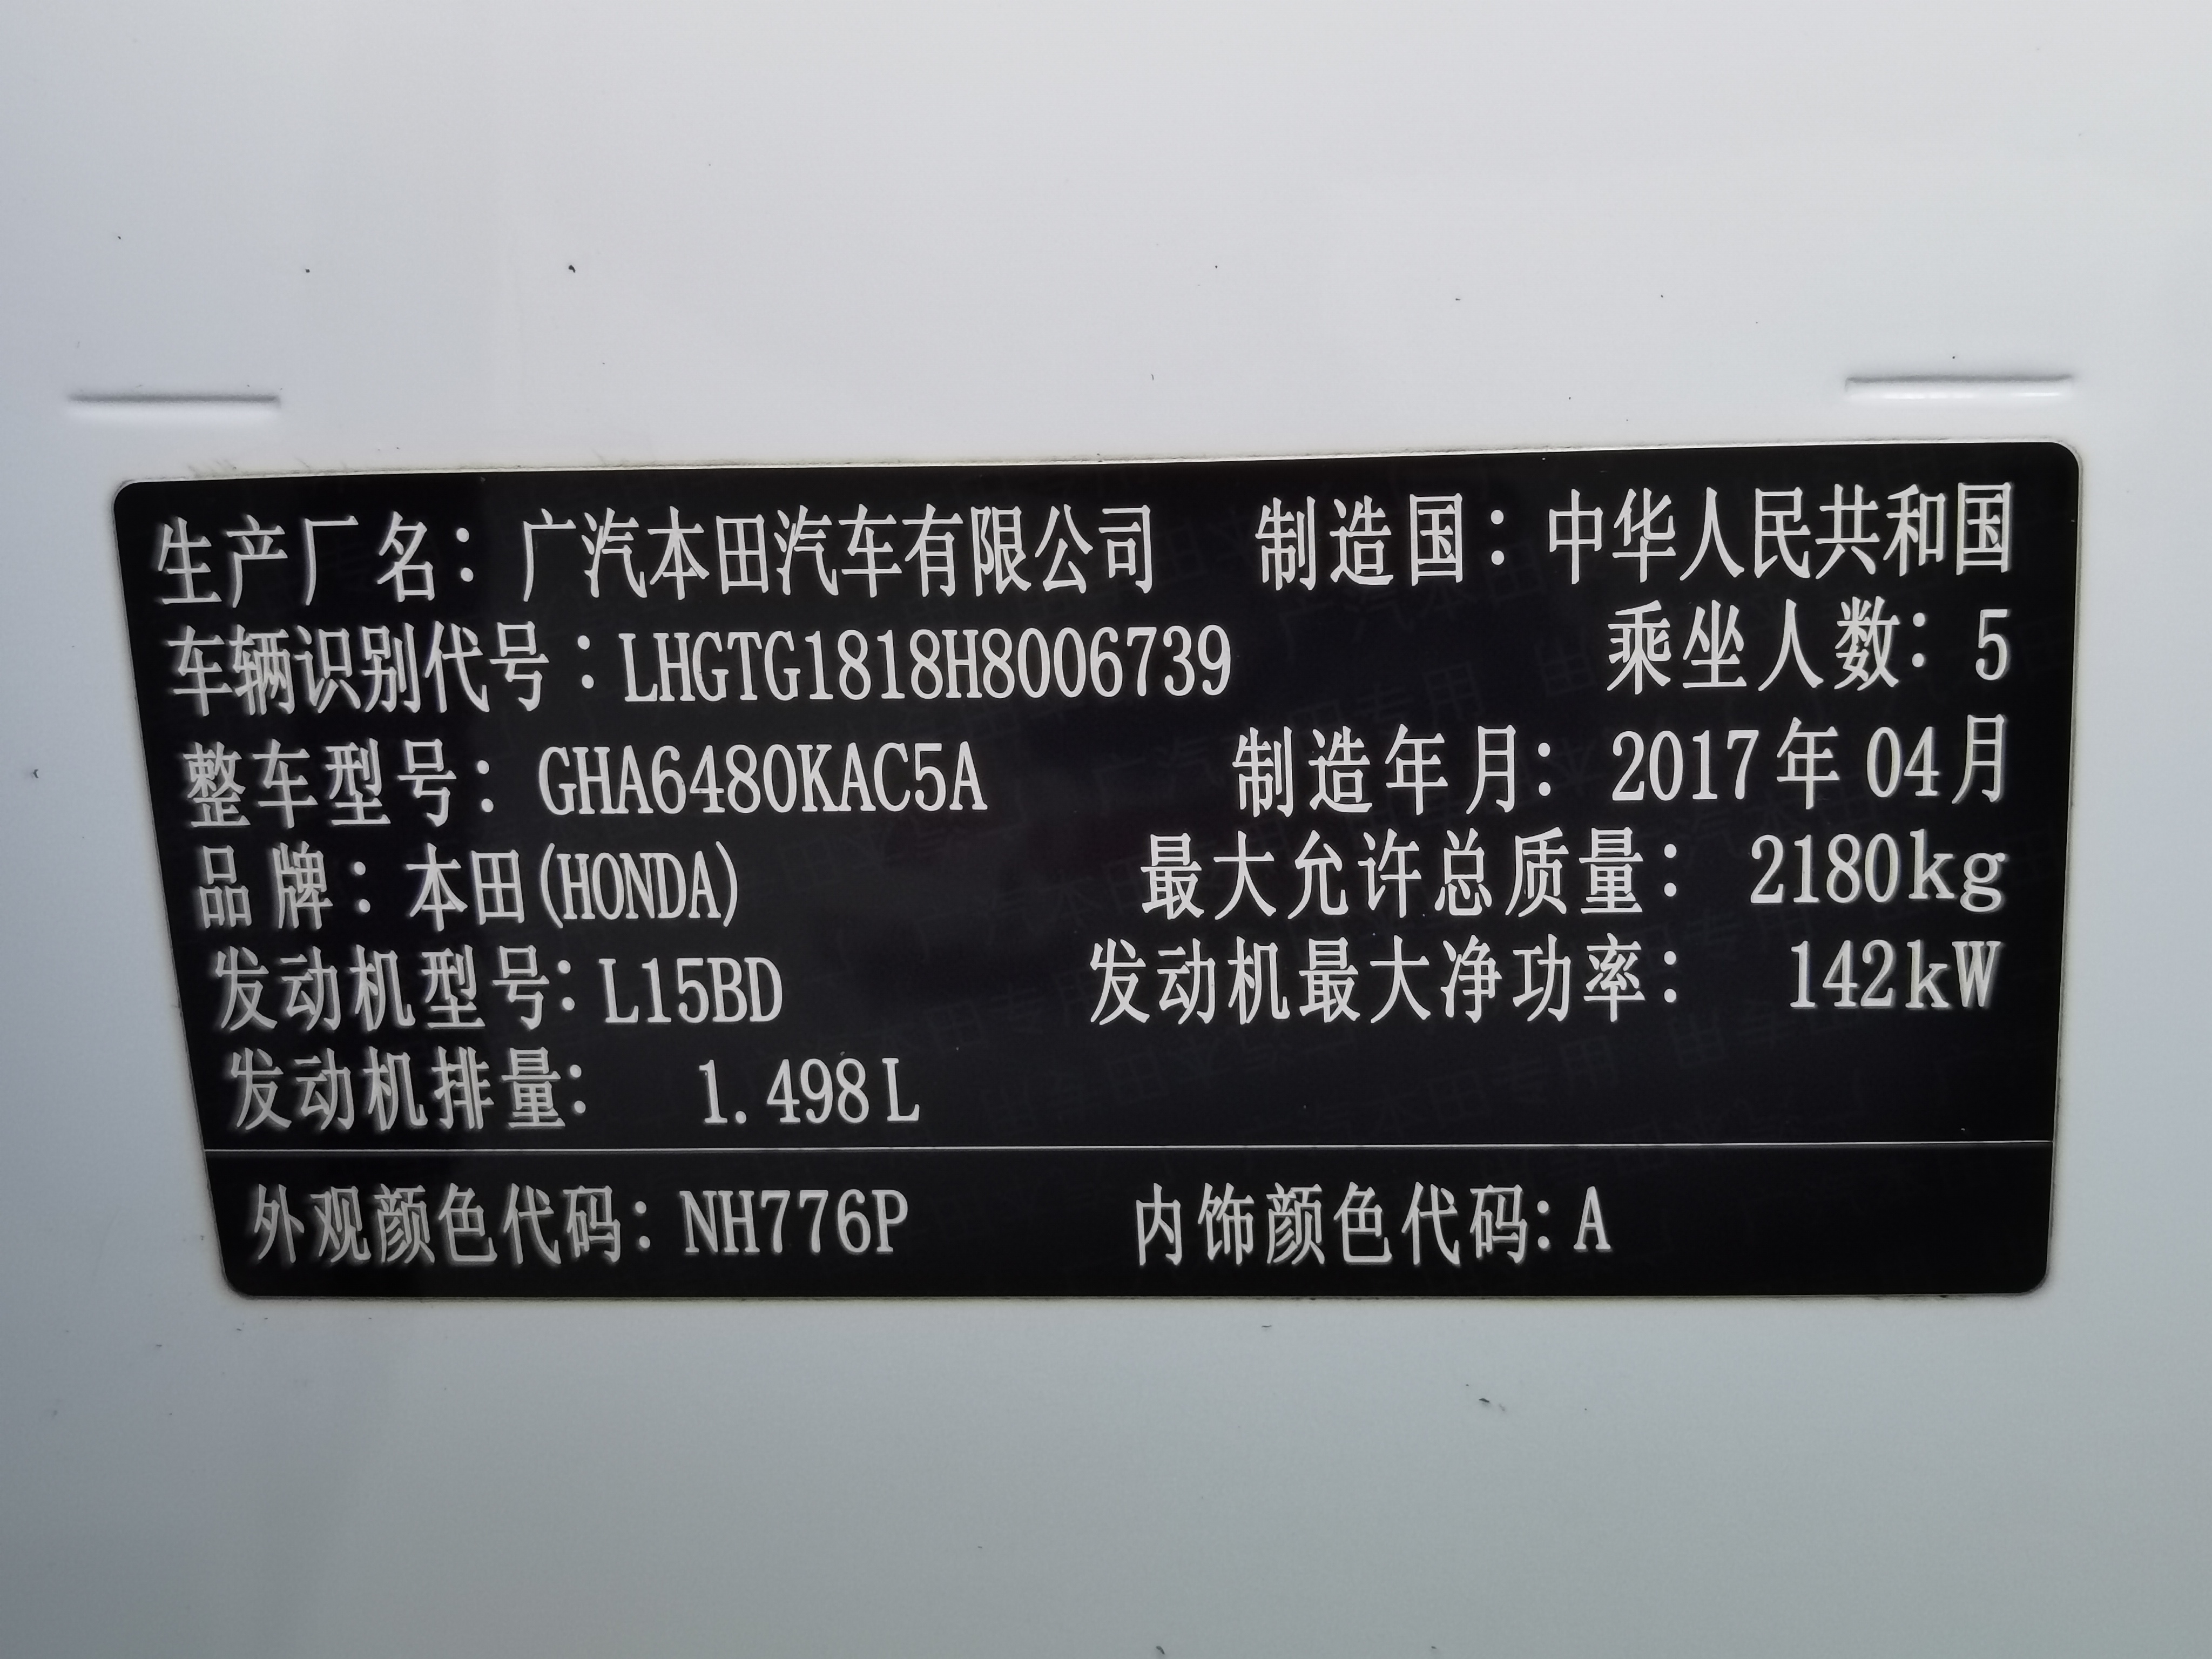 生产厂名：广汽本田汽车有限公司 制造国：中华人民共和国
车辆识别代号：LHGTG1818H8006739 乘坐人数：5
整车型号：GHA6480KAC5A 制造年月：2017年04月
品牌：本田(HONDA) 最大允许总质量：2180kg
发动机型号：L15BD 发动机最大净功率：142kW
发动机排量：1.498L
外观颜色代码：NH776P 内饰颜色代码：A